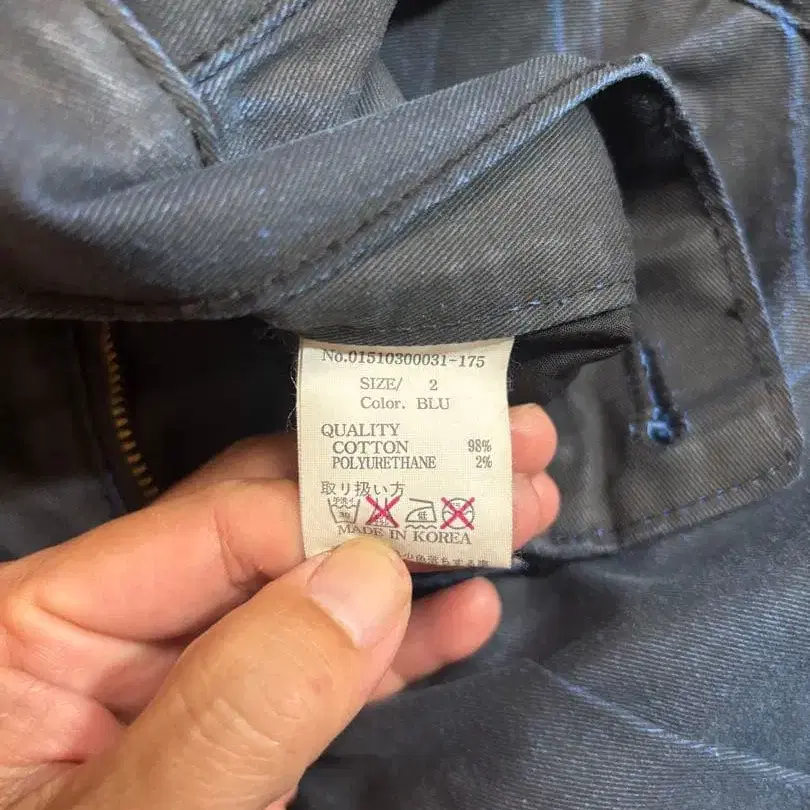 No.01510300031-175
SIZE/ 2
Color. BLU
QUALITY
COTTON 98%
POLYURETHANE 2%
取り扱い方
低
MADE IN KOREA